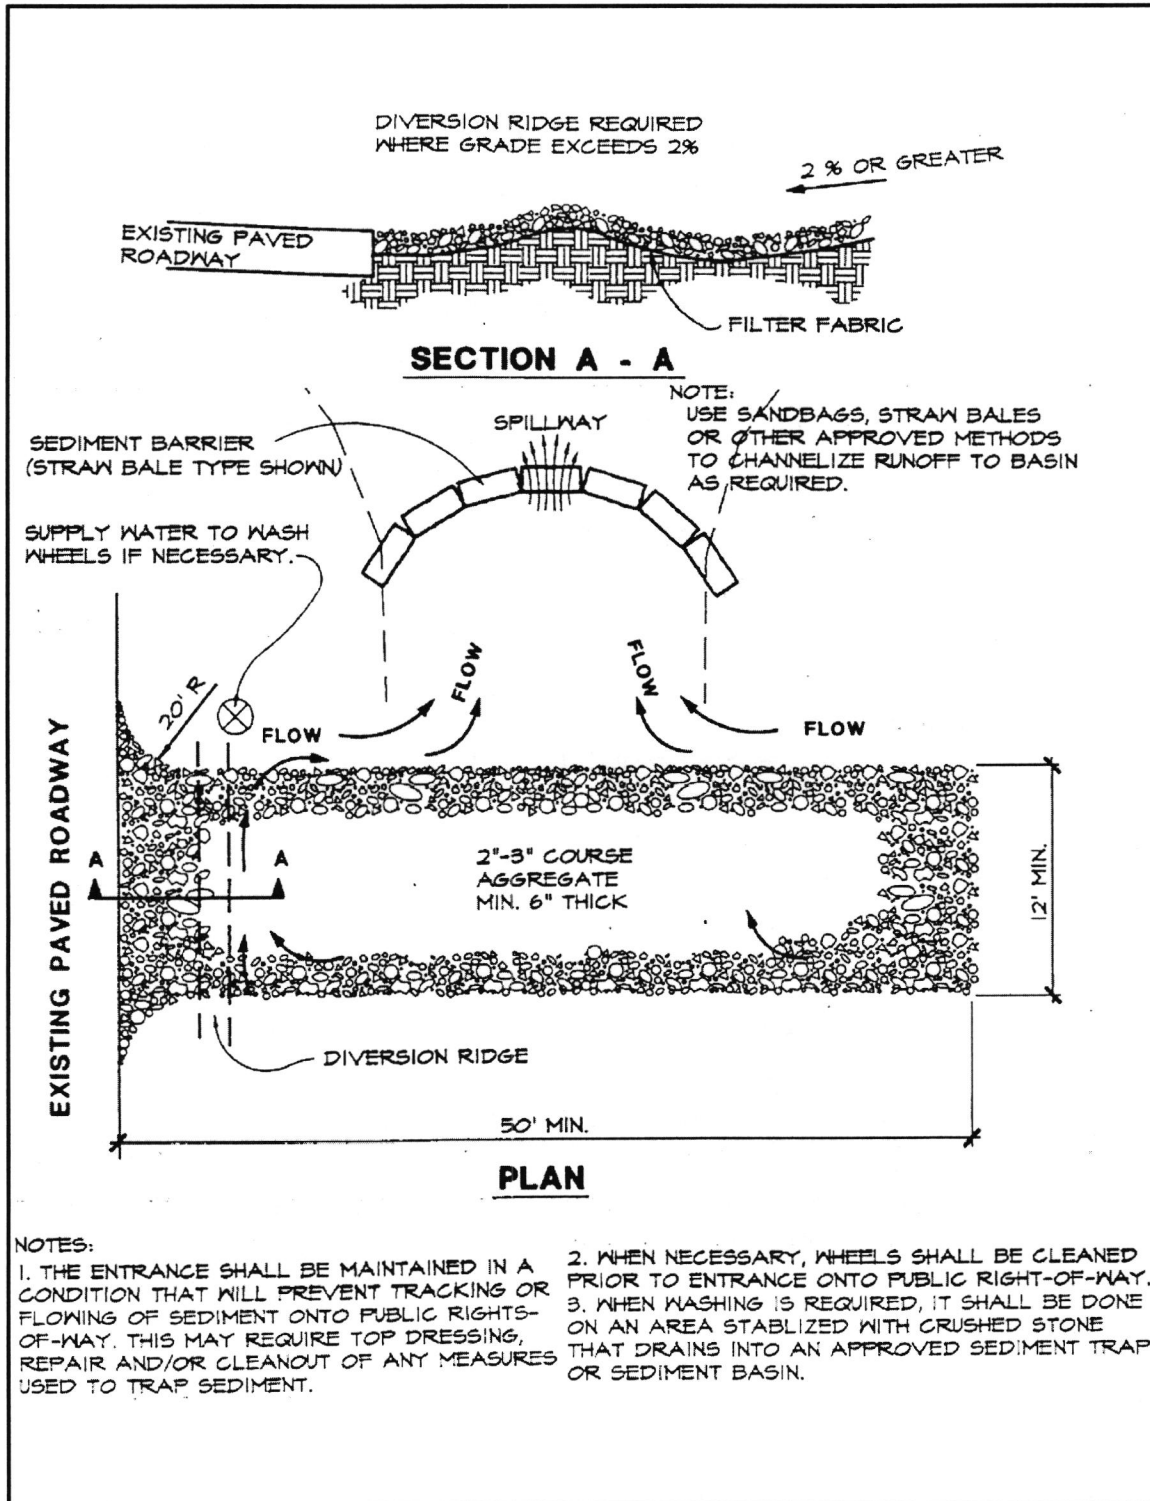 DIVERSION RIDGE REQUIRED
WHERE GRADE EXCEEDS 2%
2 % OR GREATER
EXISTING PAVED
ROADWAY
FILTER FABRIC
SECTION A - A
NOTE:
USE SANDBAGS, STRAW BALES
OR OTHER APPROVED METHODS
TO CHANNELIZE RUNOFF TO BASIN
AS REQUIRED.
SPILLWAY
SEDIMENT BARRIER
(STRAW BALE TYPE SHOWN)
SUPPLY WATER TO WASH
WHEELS IF NECESSARY.
FLOW
FLOW
20' R
FLOW
FLOW
EXISTING PAVED ROADWAY
A
A
2"-3" COURSE
AGGREGATE
MIN. 6" THICK
12' MIN.
DIVERSION RIDGE
50' MIN.
PLAN
NOTES:
1. THE ENTRANCE SHALL BE MAINTAINED IN A
CONDITION THAT WILL PREVENT TRACKING OR
FLOWING OF SEDIMENT ONTO PUBLIC RIGHTS-
OF-WAY. THIS MAY REQUIRE TOP DRESSING,
REPAIR AND/OR CLEANOUT OF ANY MEASURES
USED TO TRAP SEDIMENT.
2. WHEN NECESSARY, WHEELS SHALL BE CLEANED
PRIOR TO ENTRANCE ONTO PUBLIC RIGHT-OF-WAY.
3. WHEN WASHING IS REQUIRED, IT SHALL BE DONE
ON AN AREA STABLIZED WITH CRUSHED STONE
THAT DRAINS INTO AN APPROVED SEDIMENT TRAP
OR SEDIMENT BASIN.